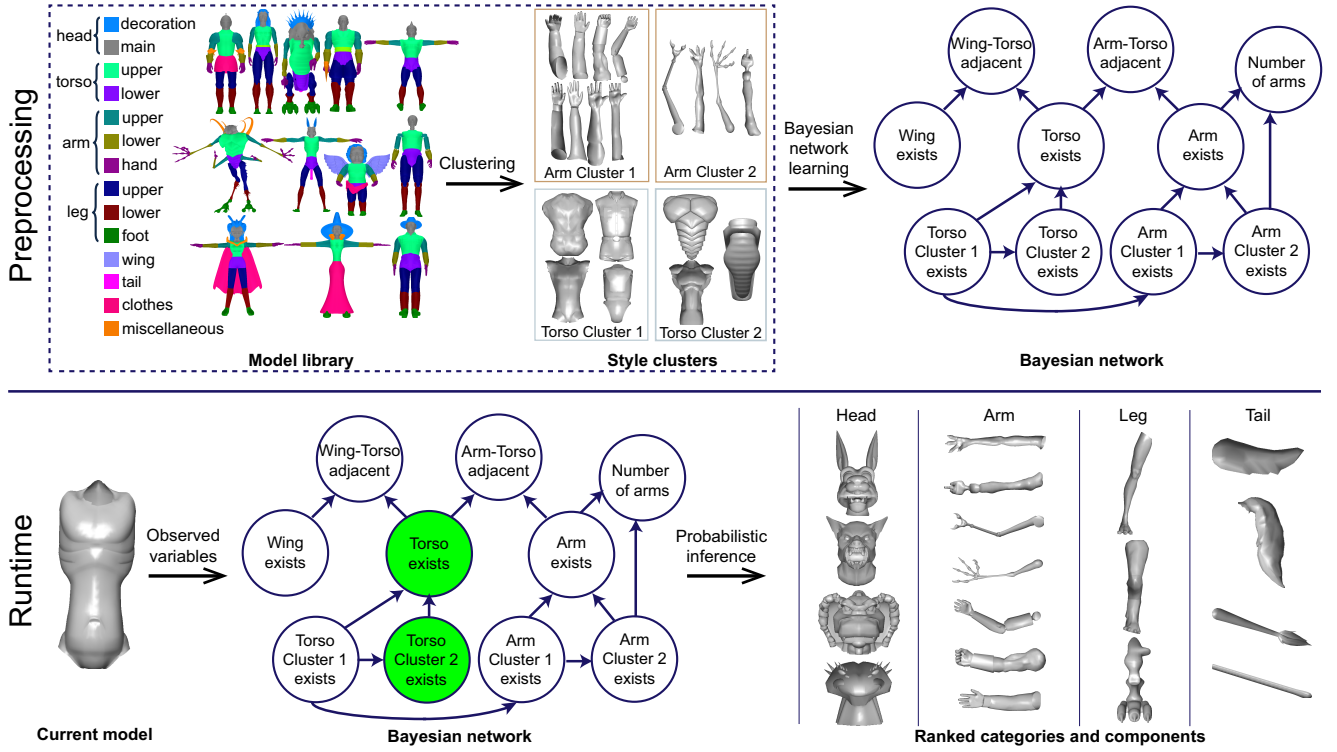 Preprocessing
head
decoration
main
torso
upper
lower
arm
upper
lower
hand
leg
upper
lower
foot
wing
tail
clothes
miscellaneous
Model library
Clustering
Arm Cluster 1
Arm Cluster 2
Torso Cluster 1
Torso Cluster 2
Style clusters
Bayesian
network
learning
Wing-Torso
adjacent
Arm-Torso
adjacent
Number
of arms
Wing
exists
Torso
exists
Arm
exists
Torso
Cluster 1
exists
Torso
Cluster 2
exists
Arm
Cluster 1
exists
Arm
Cluster 2
exists
Bayesian network
Runtime
Current model
Observed
variables
Wing-Torso
adjacent
Arm-Torso
adjacent
Number
of arms
Wing
exists
Torso
exists
Arm
exists
Torso
Cluster 1
exists
Torso
Cluster 2
exists
Arm
Cluster 1
exists
Arm
Cluster 2
exists
Bayesian network
Probabilistic
inference
Head
Arm
Leg
Tail
Ranked categories and components